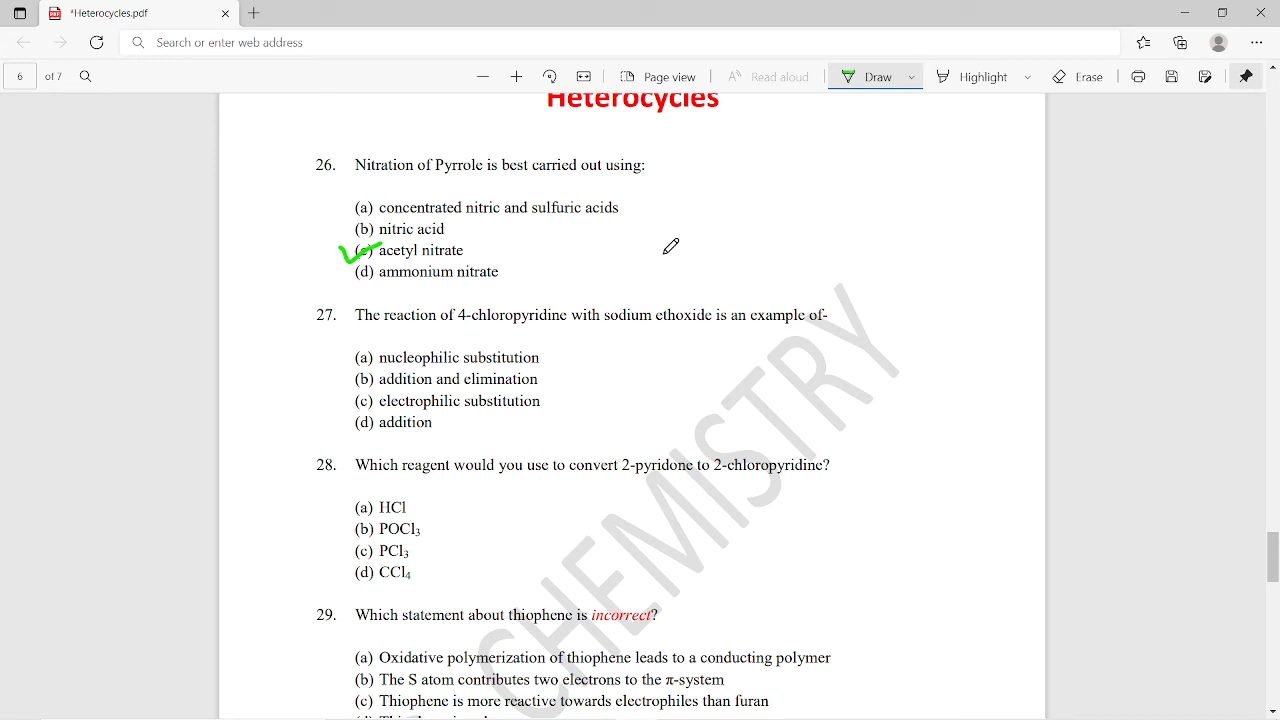 *Heterocycles.pdf
Search or enter web address
6 of 7
Page view
Read aloud
Draw
Highlight
Erase
Heterocycles
26. Nitration of Pyrrole is best carried out using:
(a) concentrated nitric and sulfuric acids
(b) nitric acid
(c) acetyl nitrate
(d) ammonium nitrate
27. The reaction of 4-chloropyridine with sodium ethoxide is an example of-
(a) nucleophilic substitution
(b) addition and elimination
(c) electrophilic substitution
(d) addition
28. Which reagent would you use to convert 2-pyridone to 2-chloropyridine?
(a) HCl
(b) POCl₃
(c) PCl₃
(d) CCl₄
29. Which statement about thiophene is incorrect?
(a) Oxidative polymerization of thiophene leads to a conducting polymer
(b) The S atom contributes two electrons to the π-system
(c) Thiophene is more reactive towards electrophiles than furan
CHEMISTRY